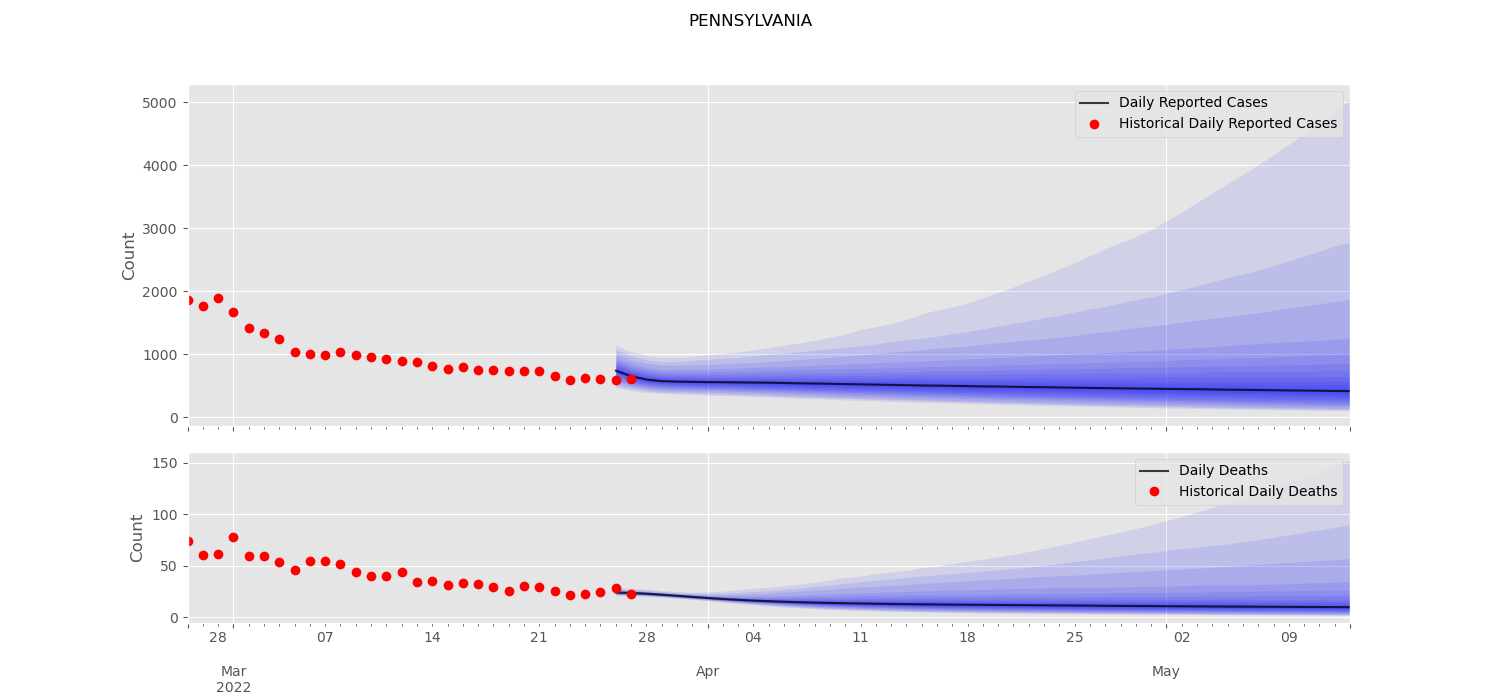 PENNSYLVANIA
Daily Reported Cases
Historical Daily Reported Cases
5000
4000
3000
2000
1000
0
Count
Daily Deaths
Historical Daily Deaths
150
100
50
0
Count
28 07 14 21 28 04 11 18 25 02 09
Mar Apr May
2022